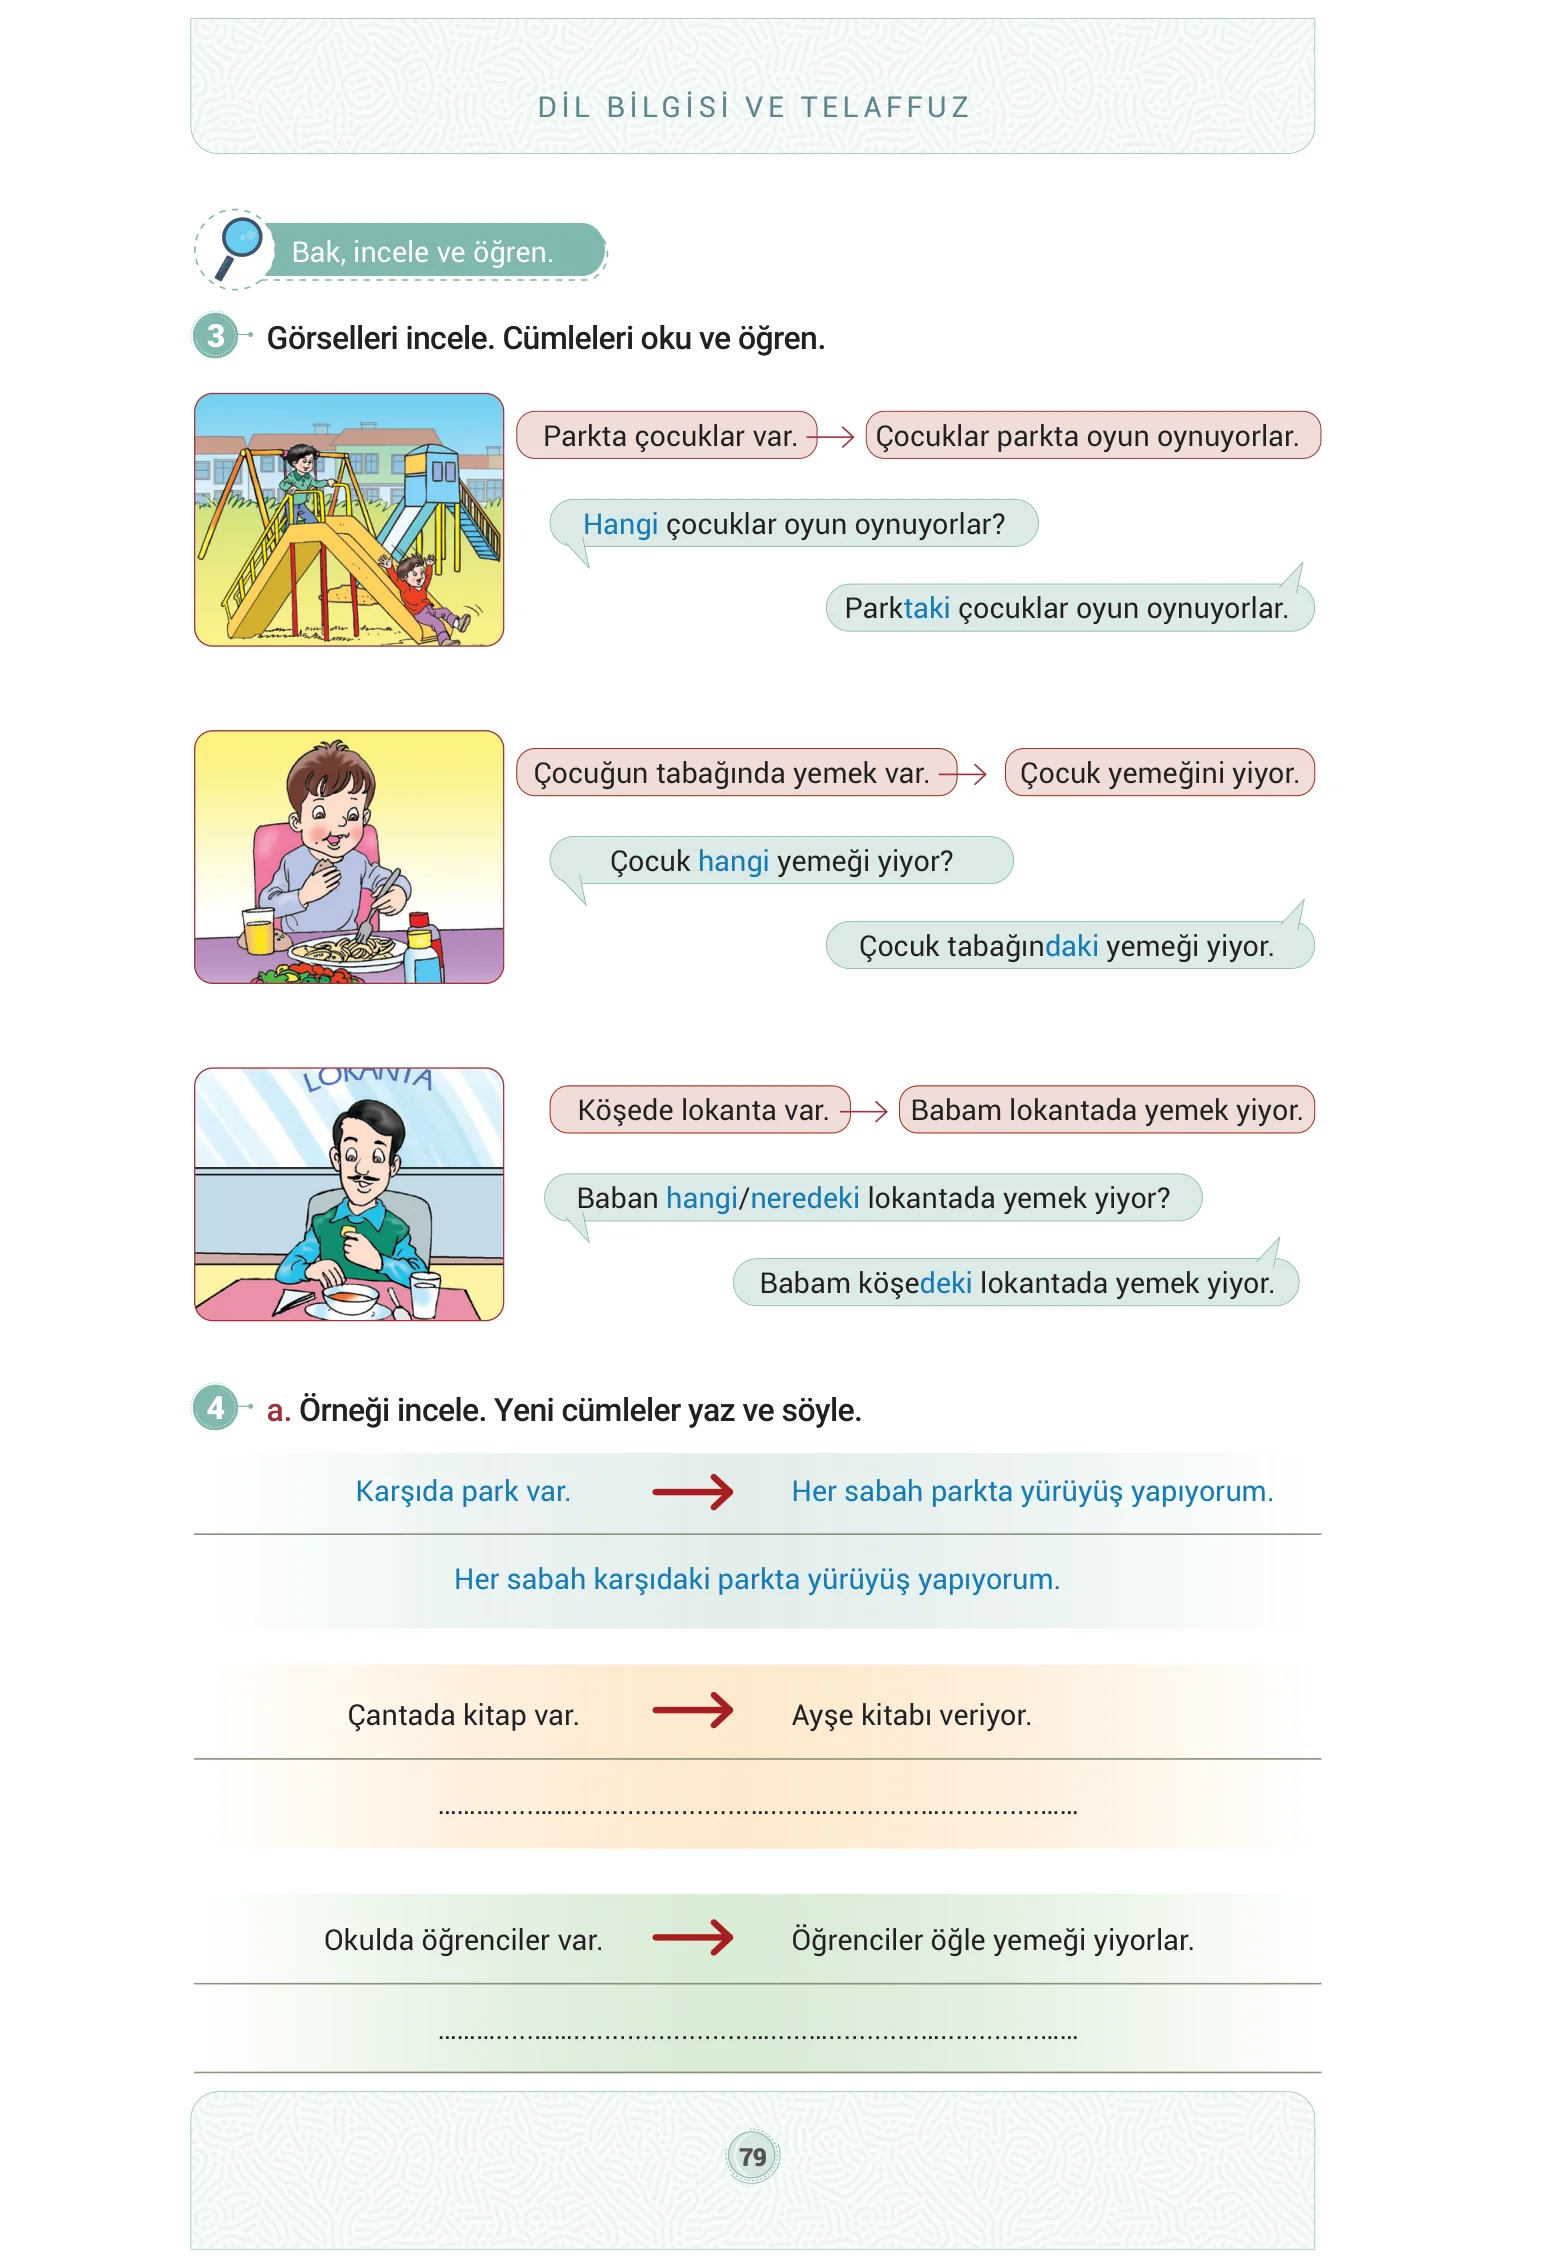 DİL BİLGİSİ VE TELAFFUZ
Bak, incele ve öğren.
3 Görselleri incele. Cümleleri oku ve öğren.
Parkta çocuklar var. → Çocuklar parkta oyun oynuyorlar.
Hangi çocuklar oyun oynuyorlar?
Parktaki çocuklar oyun oynuyorlar.
Çocuğun tabağında yemek var. → Çocuk yemeğini yiyor.
Çocuk hangi yemeği yiyor?
Çocuk tabağındaki yemeği yiyor.
LOKANTA
Köşede lokanta var. → Babam lokantada yemek yiyor.
Baban hangi/neredeki lokantada yemek yiyor?
Babam köşedeki lokantada yemek yiyor.
4 a. Örneği incele. Yeni cümleler yaz ve söyle.
Karşıda park var. → Her sabah parkta yürüyüş yapıyorum.
Her sabah karşıdaki parkta yürüyüş yapıyorum.
Çantada kitap var. → Ayşe kitabı veriyor.
................................................................................
Okulda öğrenciler var. → Öğrenciler öğle yemeği yiyorlar.
................................................................................
79